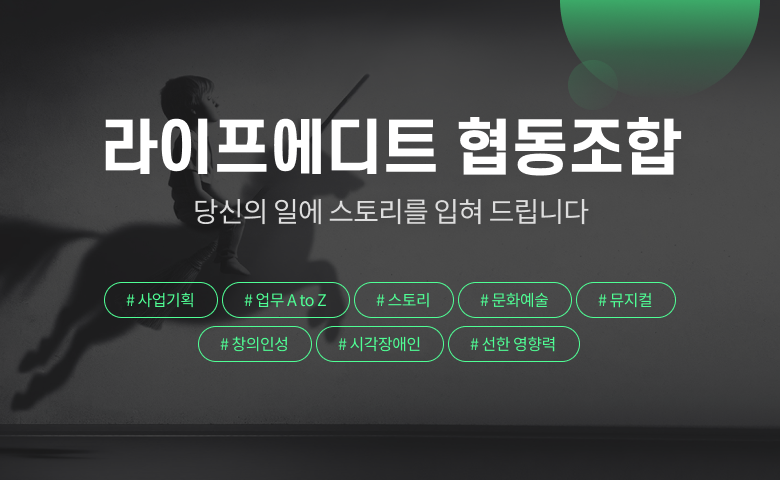 라이프에디트 협동조합
당신의 일에 스토리를 입혀 드립니다
# 사업기획 # 업무 A to Z # 스토리 # 문화예술 # 뮤지컬
# 창의인성 # 시각장애인 # 선한 영향력